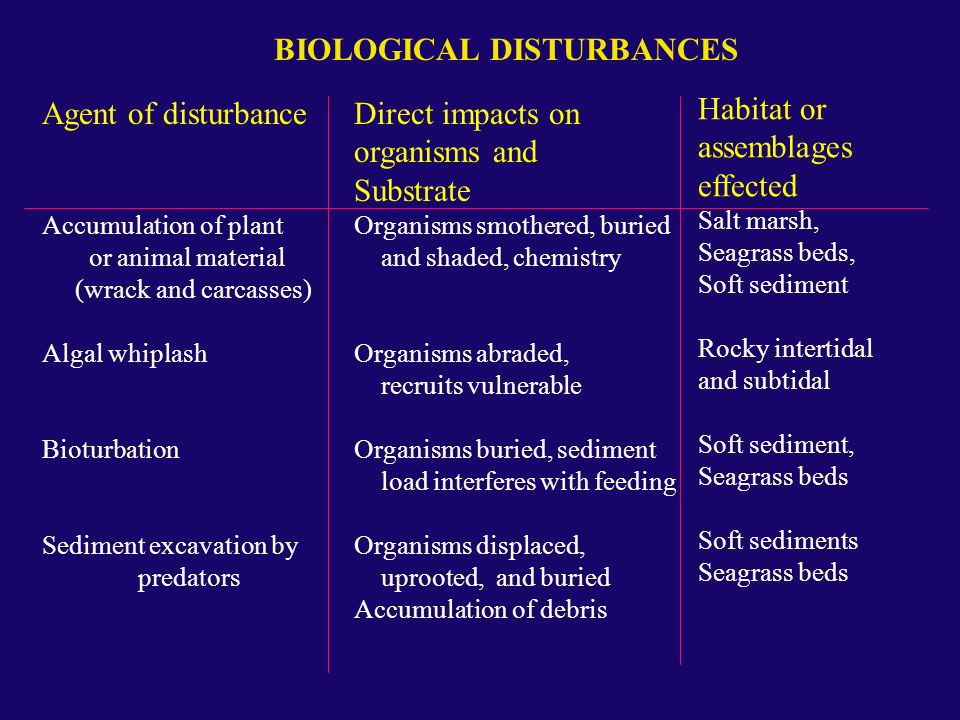 BIOLOGICAL DISTURBANCES
Agent of disturbance
Direct impacts on
organisms and
Substrate
Habitat or
assemblages
effected
Accumulation of plant
or animal material
(wrack and carcasses)
Organisms smothered, buried
and shaded, chemistry
Salt marsh,
Seagrass beds,
Soft sediment
Algal whiplash
Organisms abraded,
recruits vulnerable
Rocky intertidal
and subtidal
Bioturbation
Organisms buried, sediment
load interferes with feeding
Soft sediment,
Seagrass beds
Sediment excavation by
predators
Organisms displaced,
uprooted, and buried
Accumulation of debris
Soft sediments
Seagrass beds